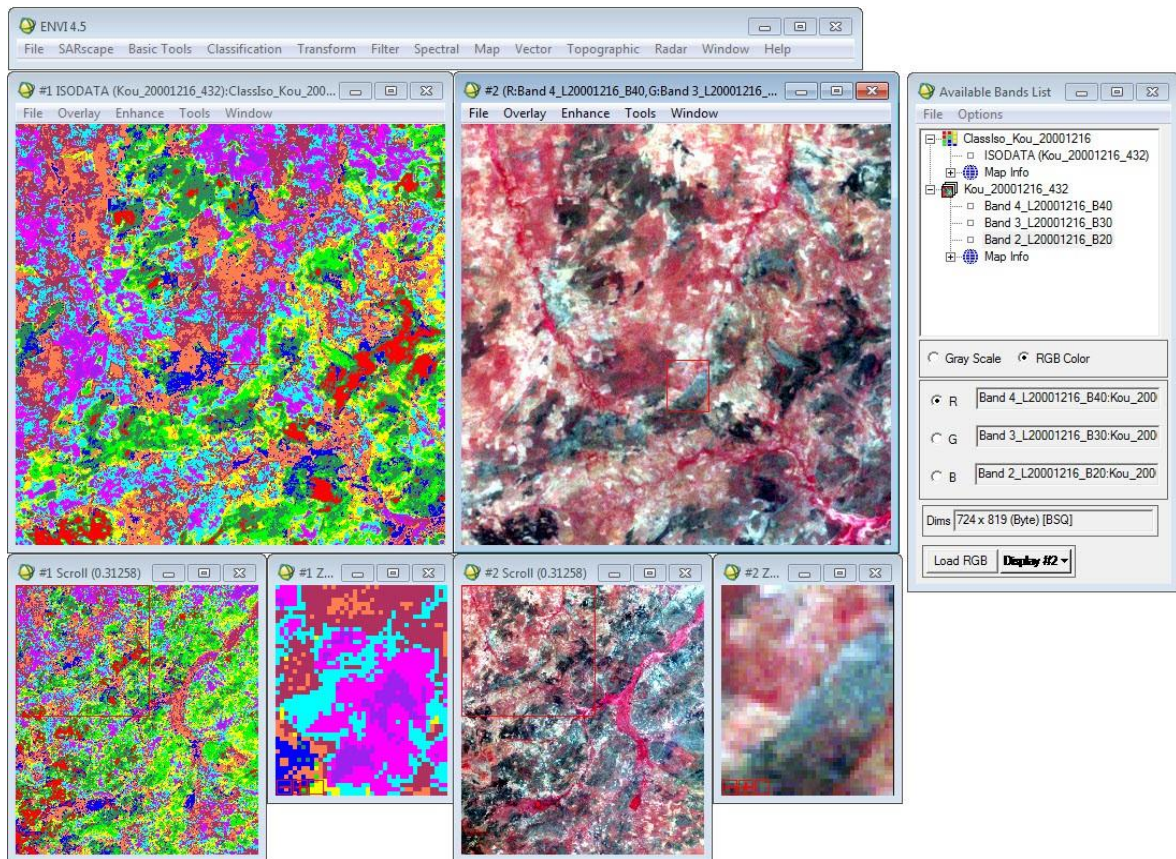 ENVI 4.5
File SARscape Basic Tools Classification Transform Filter Spectral Map Vector Topographic Radar Window Help
#1 ISODATA (Kou_20001216_432):ClassIso_Kou_200...
File Overlay Enhance Tools Window
#2 (R:Band 4_L20001216_B40,G:Band 3_L20001216_...
File Overlay Enhance Tools Window
Available Bands List
File Options
ClassIso_Kou_20001216
ISODATA (Kou_20001216_432)
Map Info
Kou_20001216_432
Band 4_L20001216_B40
Band 3_L20001216_B30
Band 2_L20001216_B20
Map Info
Gray Scale RGB Color
R Band 4_L20001216_B40:Kou_200
G Band 3_L20001216_B30:Kou_200
B Band 2_L20001216_B20:Kou_200
Dims 724 x 819 (Byte) [BSQ]
Load RGB Display #2
#1 Scroll (0.31258)
#1 Z...
#2 Scroll (0.31258)
#2 Z...